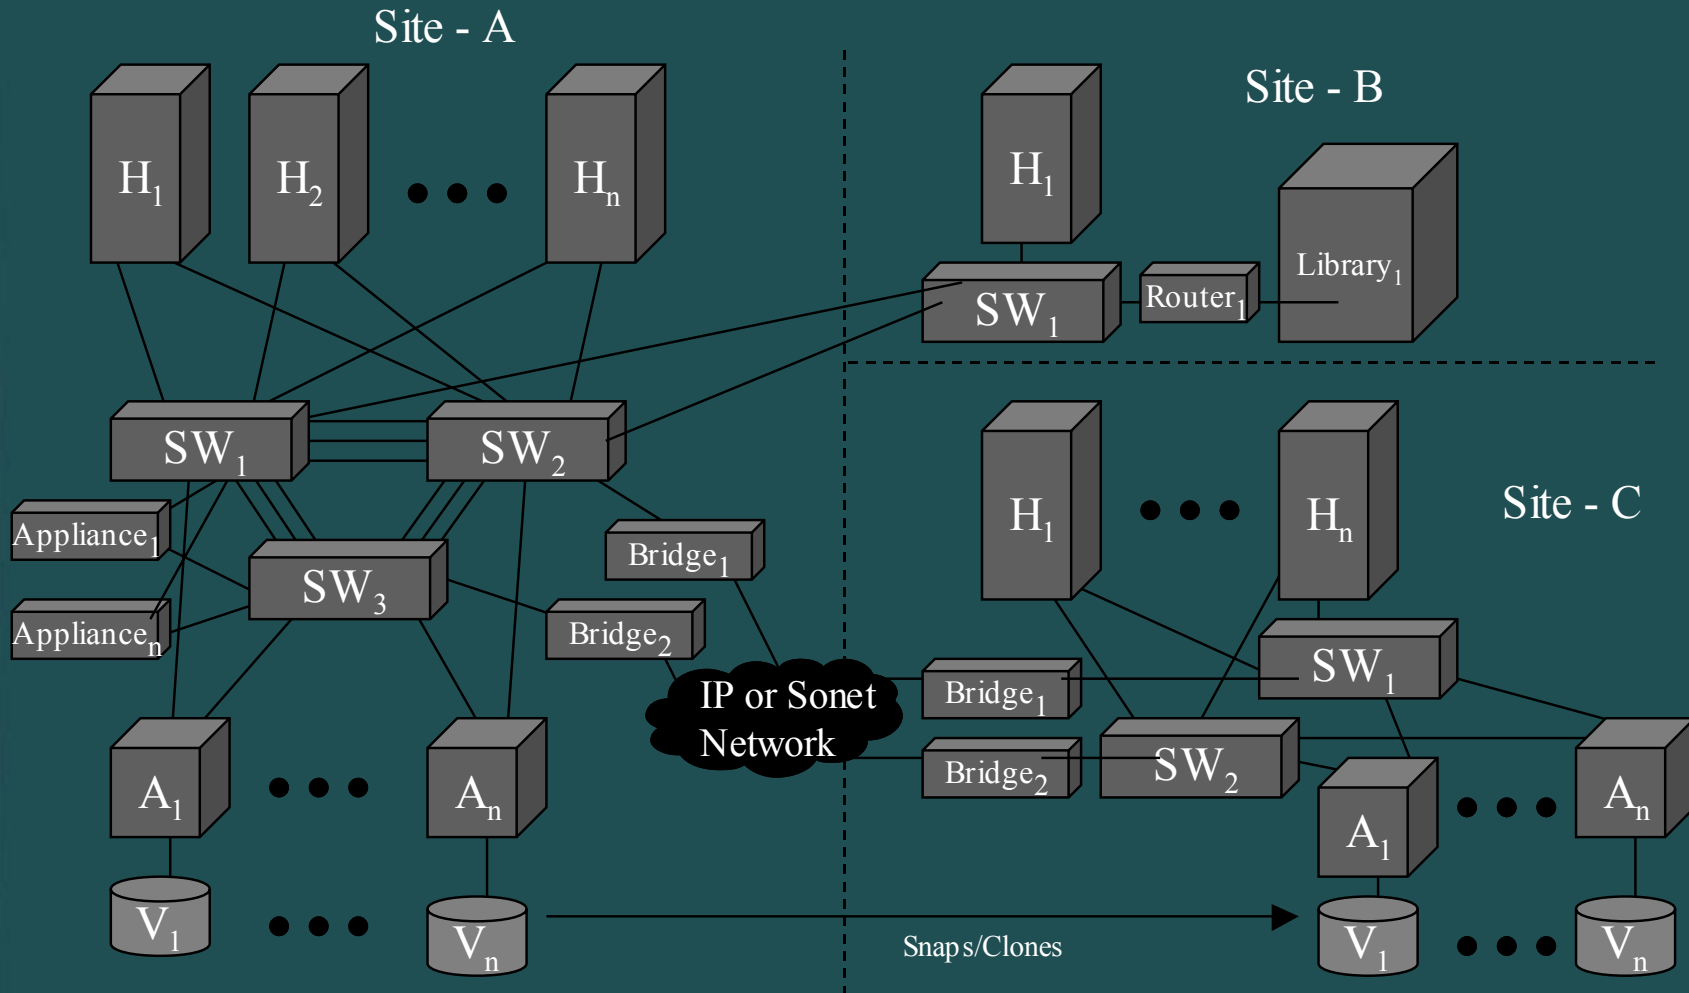 Site - A
H1
H2
Hn
SW1
SW2
Appliance1
SW3
Bridge1
Appliancen
Bridge2
IP or Sonet
Network
A1
An
V1
Vn
Site - B
H1
Library1
Router1
SW1
Site - C
H1
Hn
SW1
Bridge1
SW2
Bridge2
A1
An
V1
Vn
Snaps/Clones